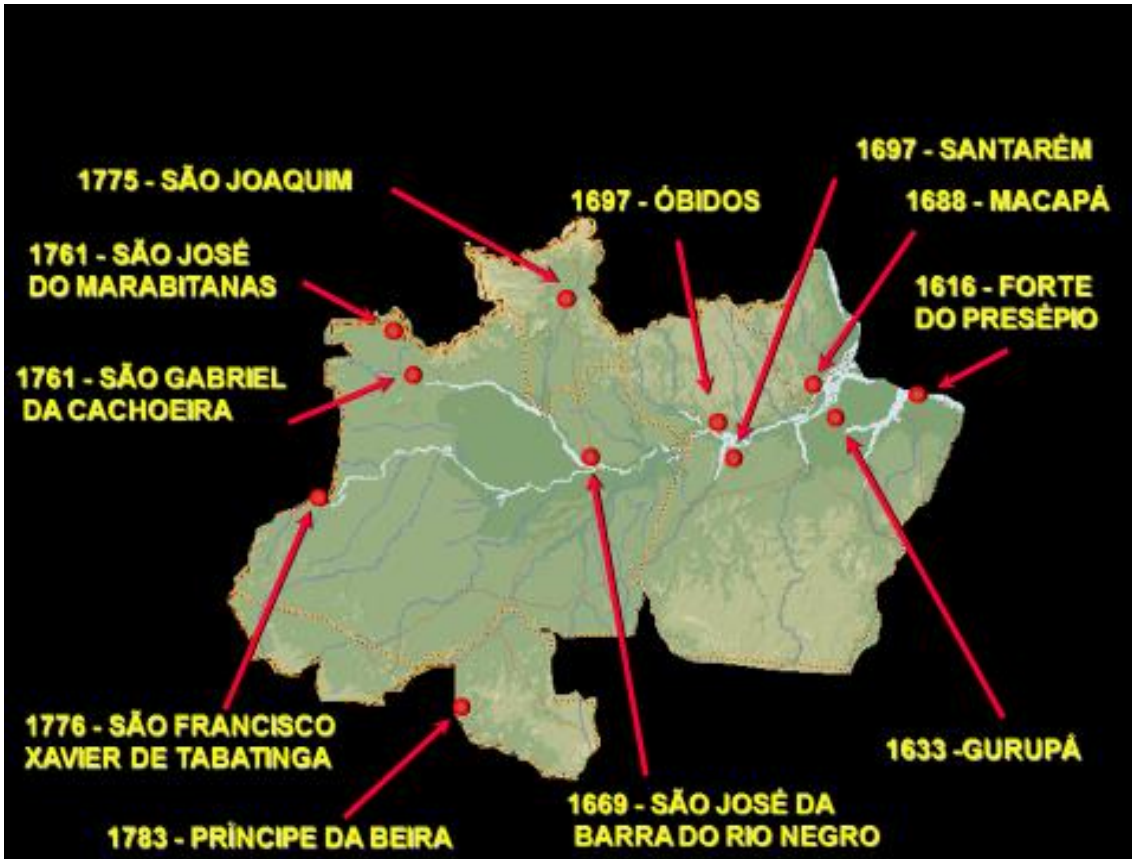 1697 - SANTARÉM
1775 - SÃO JOAQUIM
1697 - ÓBIDOS
1688 - MACAPÁ
1761 - SÃO JOSÉ
DO MARABITANAS
1616 - FORTE
DO PRESÉPIO
1761 - SÃO GABRIEL
DA CACHOEIRA
1776 - SÃO FRANCISCO
XAVIER DE TABATINGA
1633 -GURUPÁ
1669 - SÃO JOSÉ DA
BARRA DO RIO NEGRO
1783 - PRÍNCIPE DA BEIRA